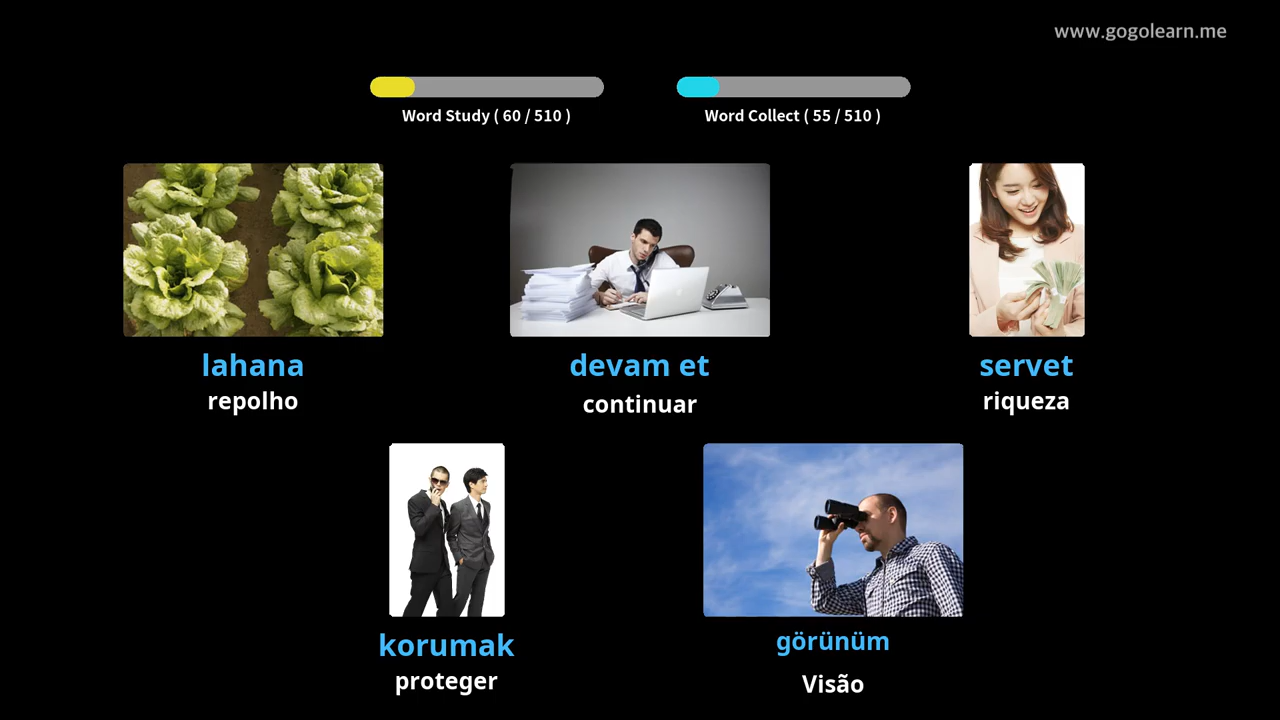 www.gogolearn.me
Word Study ( 60 / 510 )
Word Collect ( 55 / 510 )
lahana
repolho
devam et
continuar
servet
riqueza
korumak
proteger
görünüm
Visão